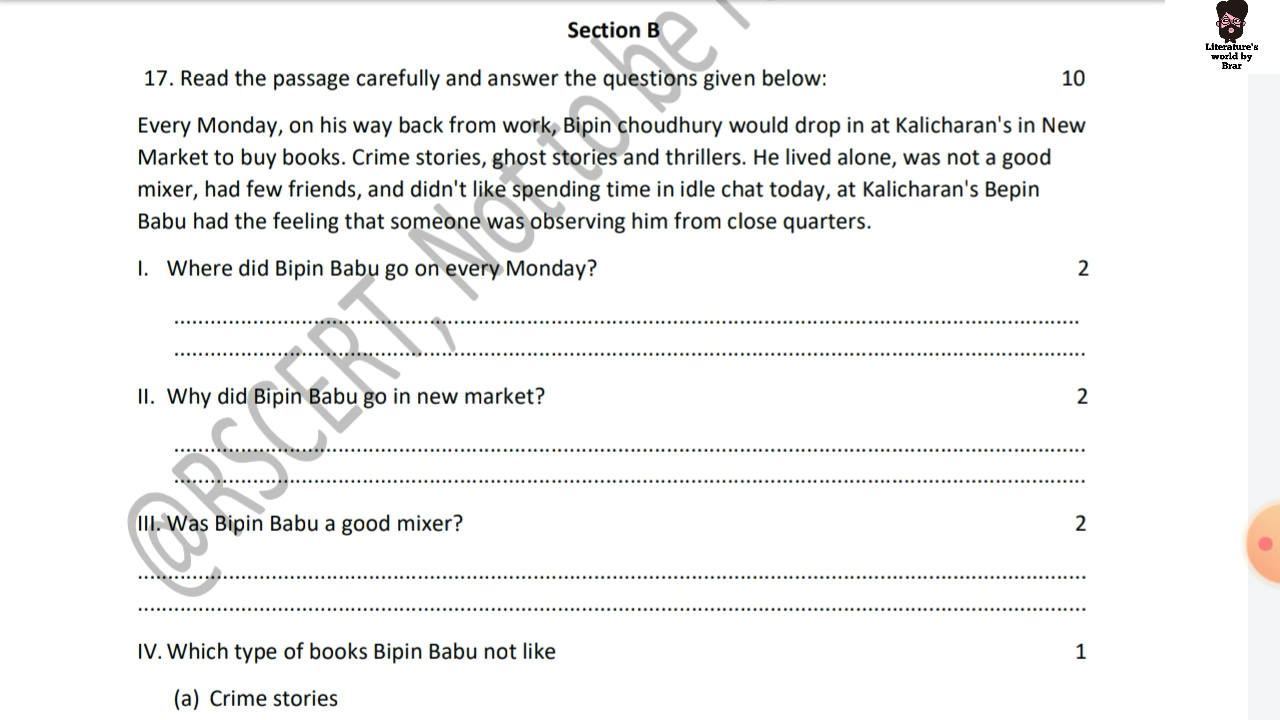 Section B
Literature's
world by
Brar
17. Read the passage carefully and answer the questions given below: 10
Every Monday, on his way back from work, Bipin choudhury would drop in at Kalicharan's in New
Market to buy books. Crime stories, ghost stories and thrillers. He lived alone, was not a good
mixer, had few friends, and didn't like spending time in idle chat today, at Kalicharan's Bepin
Babu had the feeling that someone was observing him from close quarters.
I. Where did Bipin Babu go on every Monday? 2
II. Why did Bipin Babu go in new market? 2
III. Was Bipin Babu a good mixer? 2
IV. Which type of books Bipin Babu not like 1
(a) Crime stories
@RSCERT, Not to be